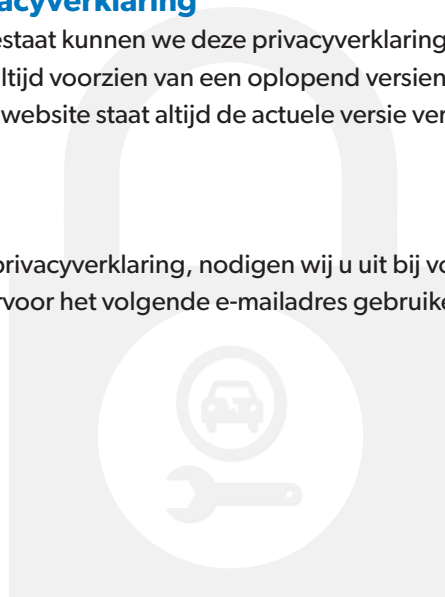 acyverklaring
estaat kunnen we deze privacyverklaring
ltijd voorzien van een oplopend versien
website staat altijd de actuele versie ver
privacyverklaring, nodigen wij u uit bij vo
rvoor het volgende e-mailadres gebruike